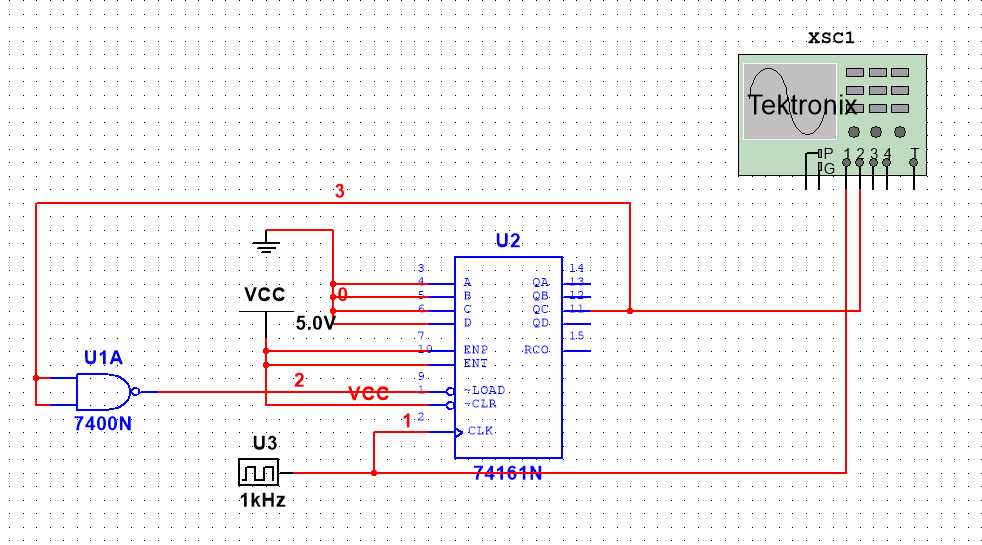 XSC1
Tektronix
P
G
1 2 3 4 T
3
U2
VCC
5.0V
0
3 A QA 14
4 B QB 13
5 C QC 12
6 D QD 11
7 ENP RCO 15
10 ENT
9 ~LOAD
1 ~CLR
2 CLK
74161N
U1A
7400N
2
VCC
1
U3
1kHz